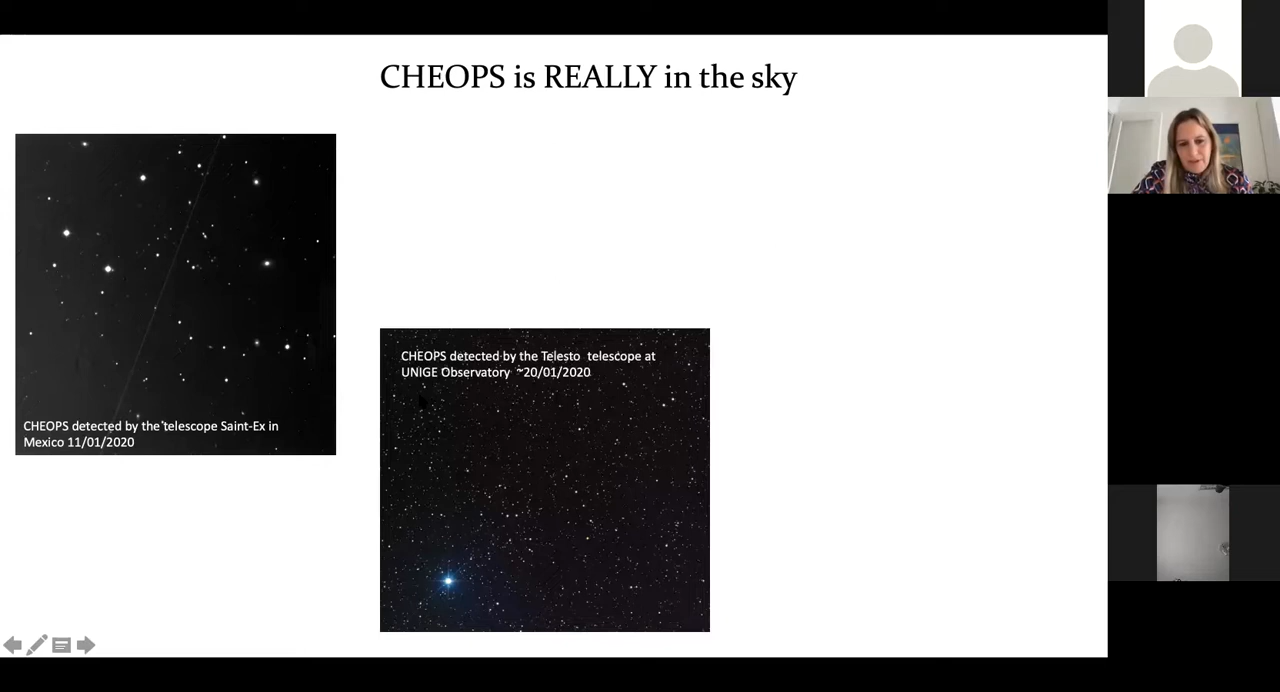 CHEOPS is REALLY in the sky
CHEOPS detected by the telescope Saint-Ex in
Mexico 11/01/2020
CHEOPS detected by the Telesto telescope at
UNIGE Observatory ~20/01/2020